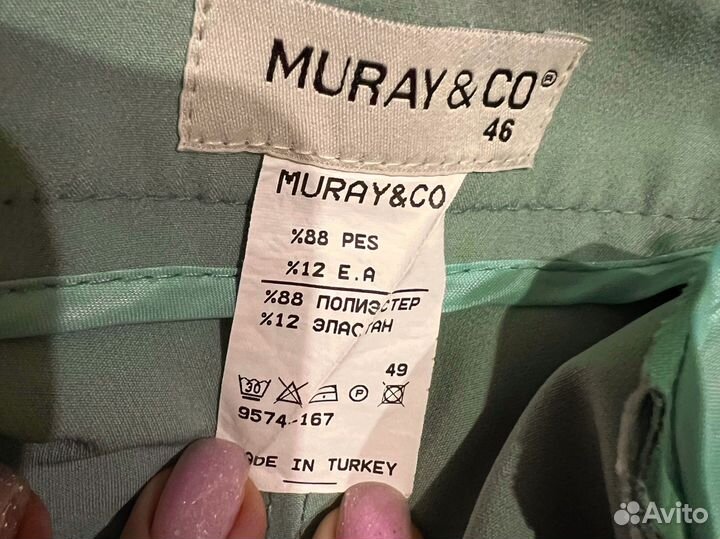 MURAY&CO®
46
MURAY&CO
%88 PES
%12 E.A
%88 ПОЛИЭСТЕР
%12 ЭЛАСТАН
49
30 P
9574-167
ADE IN TURKEY
Avito